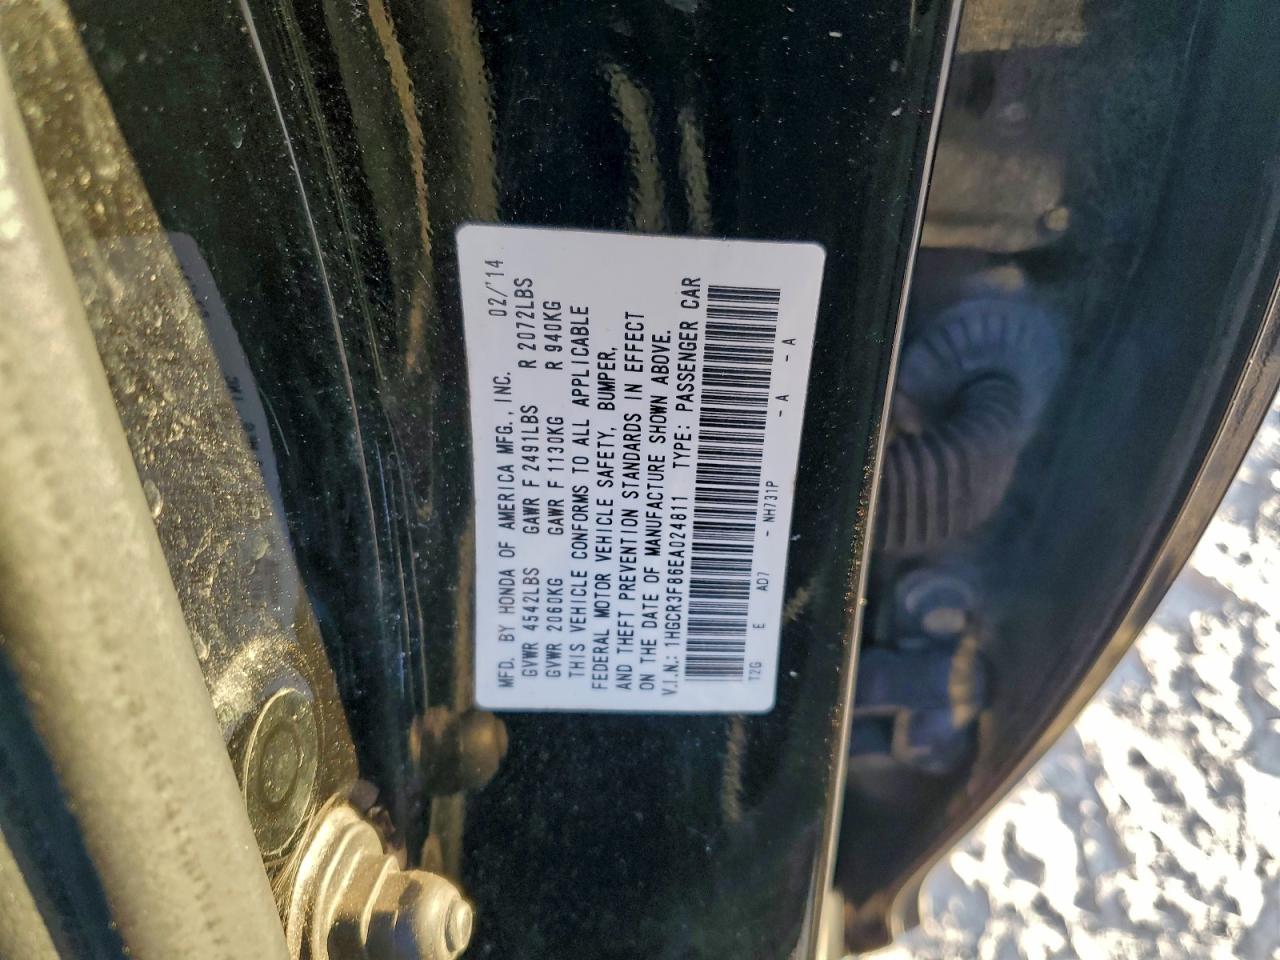 MFD. BY HONDA OF AMERICA MFG., INC. 02/'14
GVWR 4542LBS GAWR F 2491LBS R 2072LBS
GVWR 2060KG GAWR F 1130KG R 940KG
THIS VEHICLE CONFORMS TO ALL APPLICABLE
FEDERAL MOTOR VEHICLE SAFETY, BUMPER,
AND THEFT PREVENTION STANDARDS IN EFFECT
ON THE DATE OF MANUFACTURE SHOWN ABOVE.
V.I.N.: 1HGCR3F86EA024811 TYPE: PASSENGER CAR
T2G E AD7 - NH731P - A - A